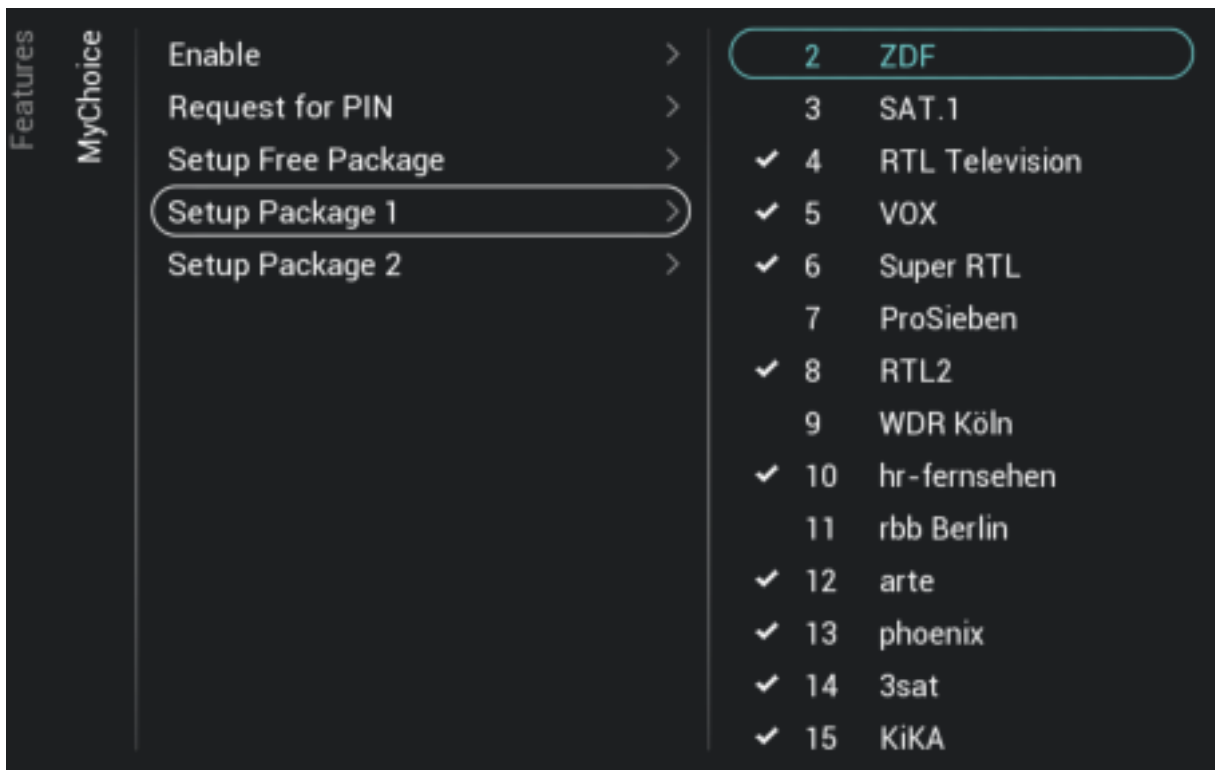 Features
MyChoice
Enable
Request for PIN
Setup Free Package
Setup Package 1
Setup Package 2
2 ZDF
3 SAT.1
4 RTL Television
5 VOX
6 Super RTL
7 ProSieben
8 RTL2
9 WDR Köln
10 hr-fernsehen
11 rbb Berlin
12 arte
13 phoenix
14 3sat
15 KiKA